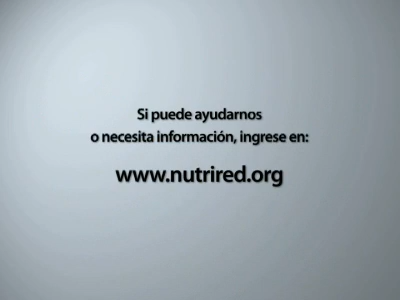 Si puede ayudarnos
o necesita información, ingrese en:
www.nutrired.org